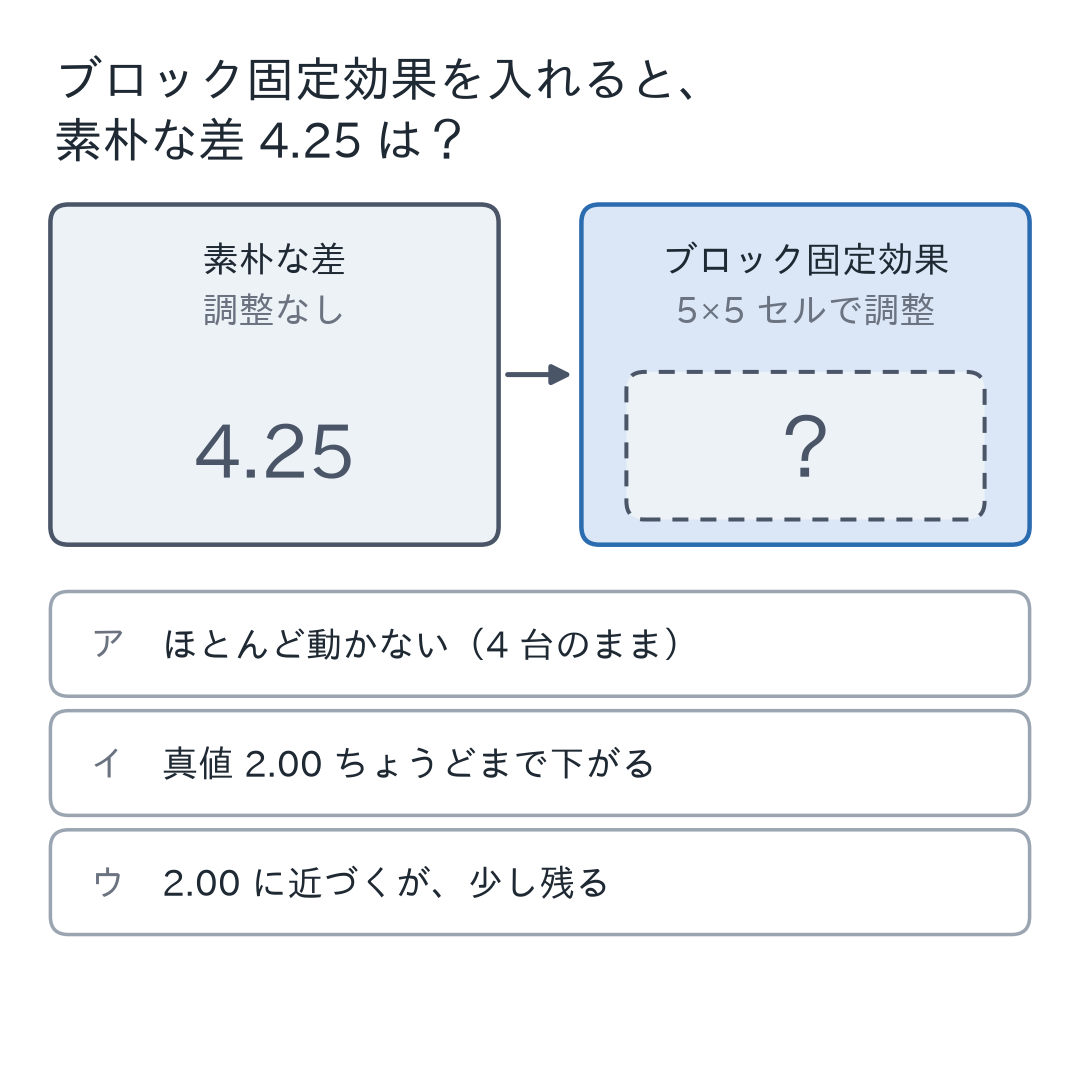 ブロック固定効果を入れると、
素朴な差 4.25 は？
素朴な差
調整なし
4.25
ブロック固定効果
5×5 セルで調整
?
ア ほとんど動かない（4 台のまま）
イ 真値 2.00 ちょうどまで下がる
ウ 2.00 に近づくが、少し残る